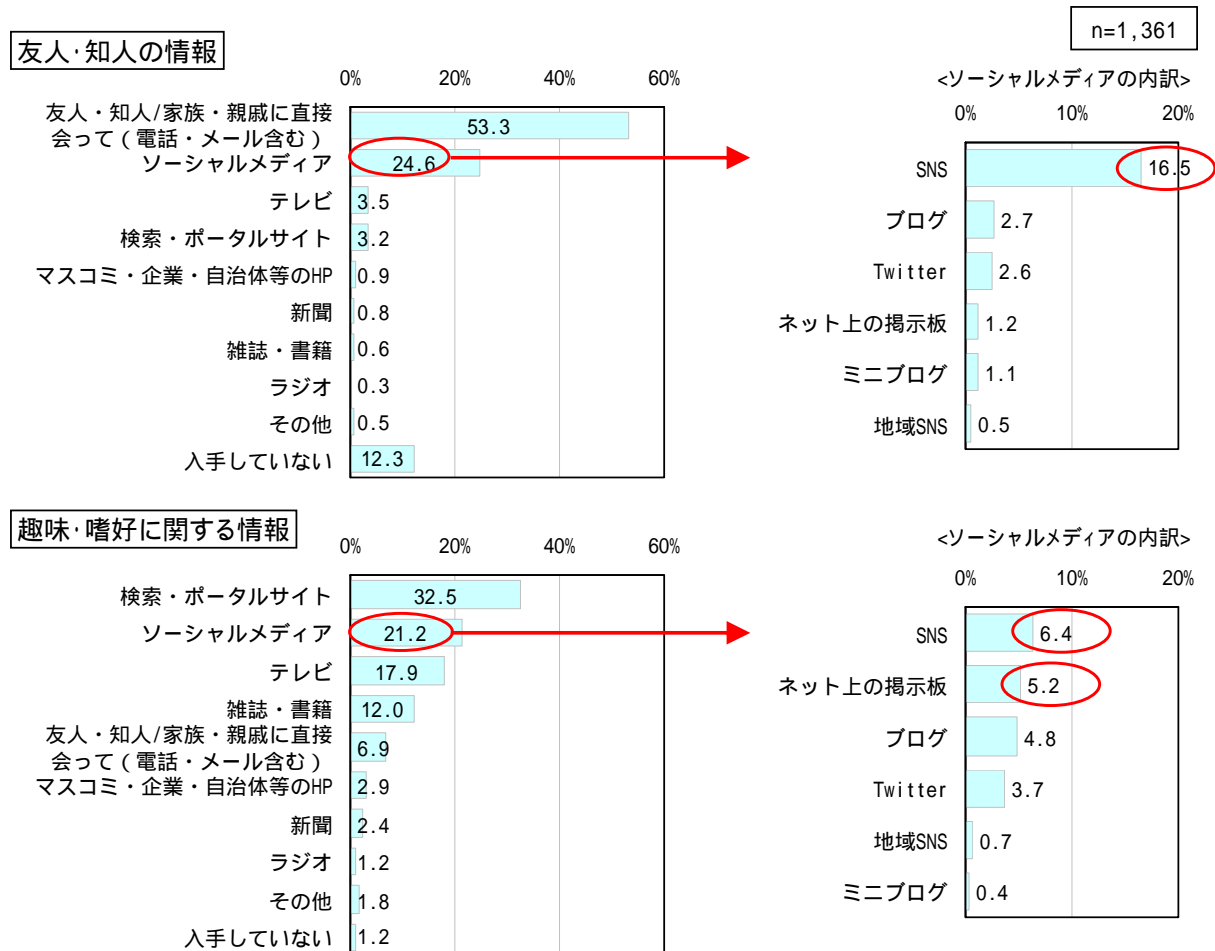 n=1,361
友人・知人の情報
0% 20% 40% 60%
友人・知人/家族・親戚に直接
会って(電話・メール含む) 53.3
ソーシャルメディア 24.6
テレビ 3.5
検索・ポータルサイト 3.2
マスコミ・企業・自治体等のHP 0.9
新聞 0.8
雑誌・書籍 0.6
ラジオ 0.3
その他 0.5
入手していない 12.3
<ソーシャルメディアの内訳>
0% 10% 20%
SNS 16.5
ブログ 2.7
Twitter 2.6
ネット上の掲示板 1.2
ミニブログ 1.1
地域SNS 0.5
趣味・嗜好に関する情報
0% 20% 40% 60%
検索・ポータルサイト 32.5
ソーシャルメディア 21.2
テレビ 17.9
雑誌・書籍 12.0
友人・知人/家族・親戚に直接
会って(電話・メール含む) 6.9
マスコミ・企業・自治体等のHP 2.9
新聞 2.4
ラジオ 1.2
その他 1.8
入手していない 1.2
<ソーシャルメディアの内訳>
0% 10% 20%
SNS 6.4
ネット上の掲示板 5.2
ブログ 4.8
Twitter 3.7
地域SNS 0.7
ミニブログ 0.4